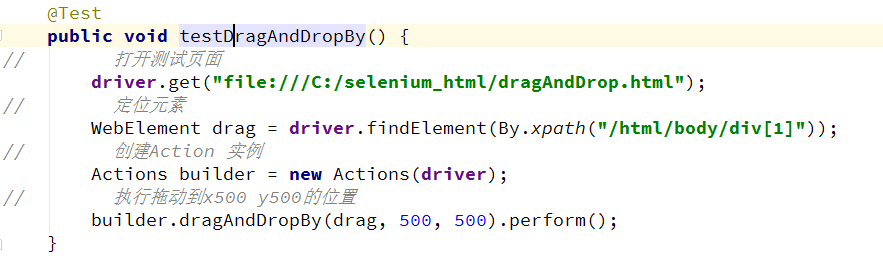 @Test
public void testDragAndDropBy() {
//        打开测试页面
driver.get("file:///C:/selenium_html/dragAndDrop.html");
//        定位元素
WebElement drag = driver.findElement(By.xpath("/html/body/div[1]"));
//        创建Action 实例
Actions builder = new Actions(driver);
//        执行拖动到x500 y500的位置
builder.dragAndDropBy(drag, 500, 500).perform();
}